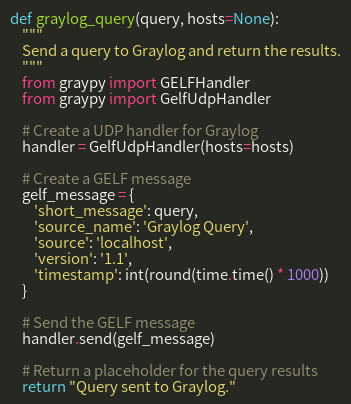 def graylog_query(query, hosts=None):
"""
Send a query to Graylog and return the results.
"""
from graypy import GELFHandler
from graypy import GelfUdpHandler
# Create a UDP handler for Graylog
handler = GelfUdpHandler(hosts=hosts)
# Create a GELF message
gelf_message = {
'short_message': query,
'source_name': 'Graylog Query',
'source': 'localhost',
'version': '1.1',
'timestamp': int(round(time.time() * 1000))
}
# Send the GELF message
handler.send(gelf_message)
# Return a placeholder for the query results
return "Query sent to Graylog."